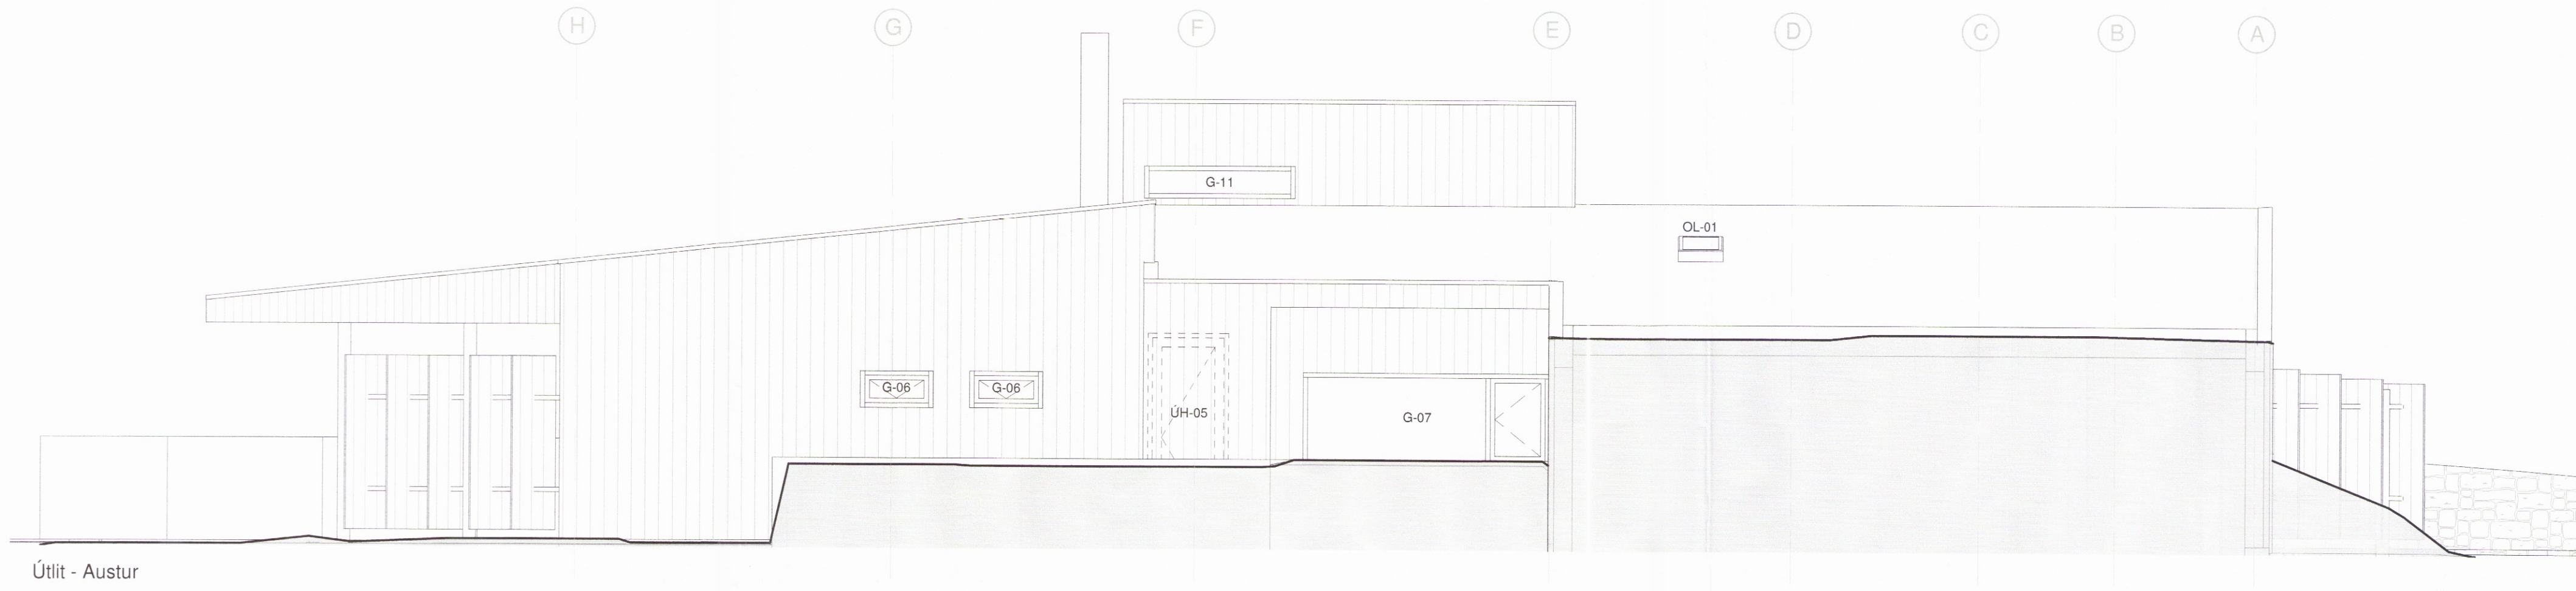 H G F E D C B A
G-11
OL-01
G-06 G-06
ÚH-05 G-07
Útlit - Austur